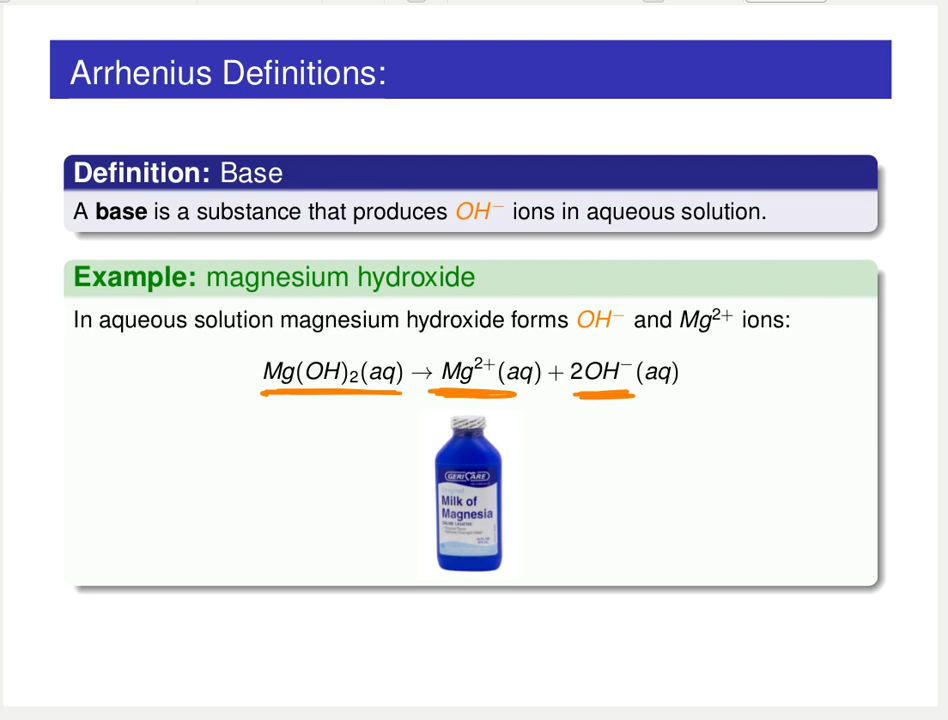 Arrhenius Definitions:
Definition: Base
A base is a substance that produces OH⁻ ions in aqueous solution.
Example: magnesium hydroxide
In aqueous solution magnesium hydroxide forms OH⁻ and Mg²⁺ ions:
Mg(OH)₂(aq) → Mg²⁺(aq) + 2OH⁻(aq)
GERI CARE
Milk of
Magnesia